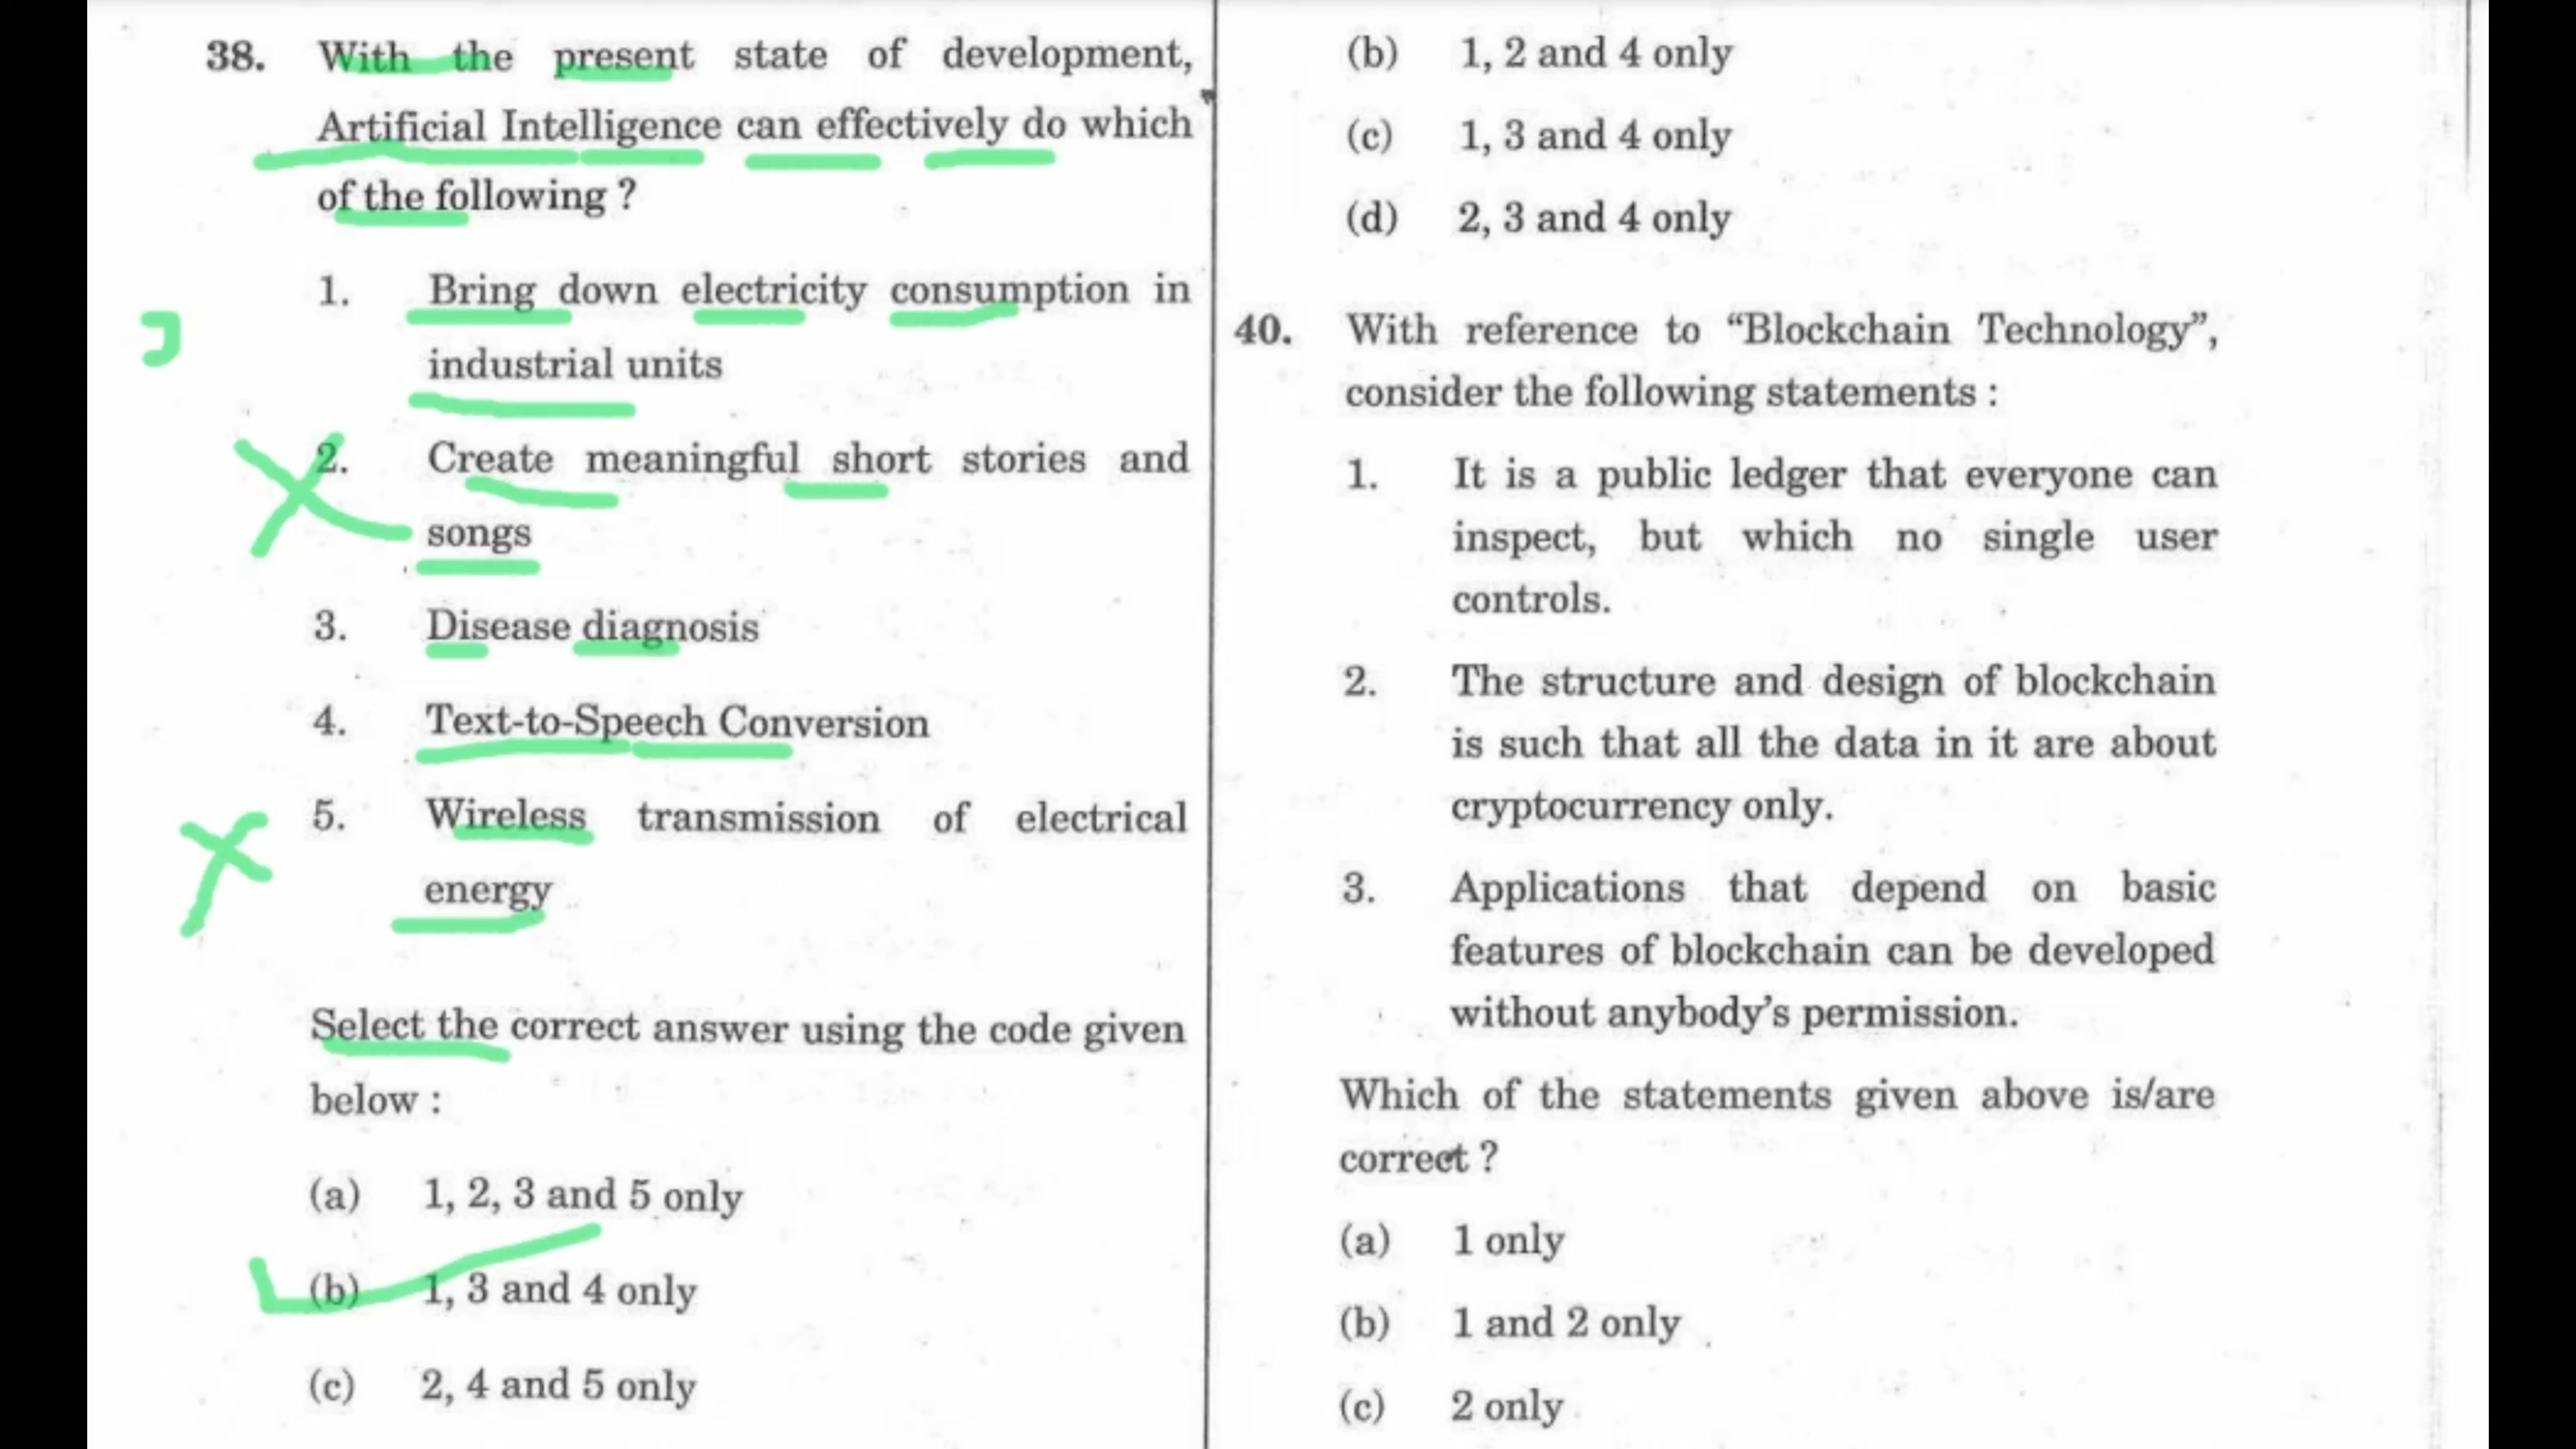 38. With the present state of development,
Artificial Intelligence can effectively do which
of the following ?
1. Bring down electricity consumption in
industrial units
2. Create meaningful short stories and
songs
3. Disease diagnosis
4. Text-to-Speech Conversion
5. Wireless transmission of electrical
energy
Select the correct answer using the code given
below :
(a) 1, 2, 3 and 5 only
(b) 1, 3 and 4 only
(c) 2, 4 and 5 only
(b) 1, 2 and 4 only
(c) 1, 3 and 4 only
(d) 2, 3 and 4 only
40. With reference to “Blockchain Technology”,
consider the following statements :
1. It is a public ledger that everyone can
inspect, but which no single user
controls.
2. The structure and design of blockchain
is such that all the data in it are about
cryptocurrency only.
3. Applications that depend on basic
features of blockchain can be developed
without anybody’s permission.
Which of the statements given above is/are
correct ?
(a) 1 only
(b) 1 and 2 only
(c) 2 only